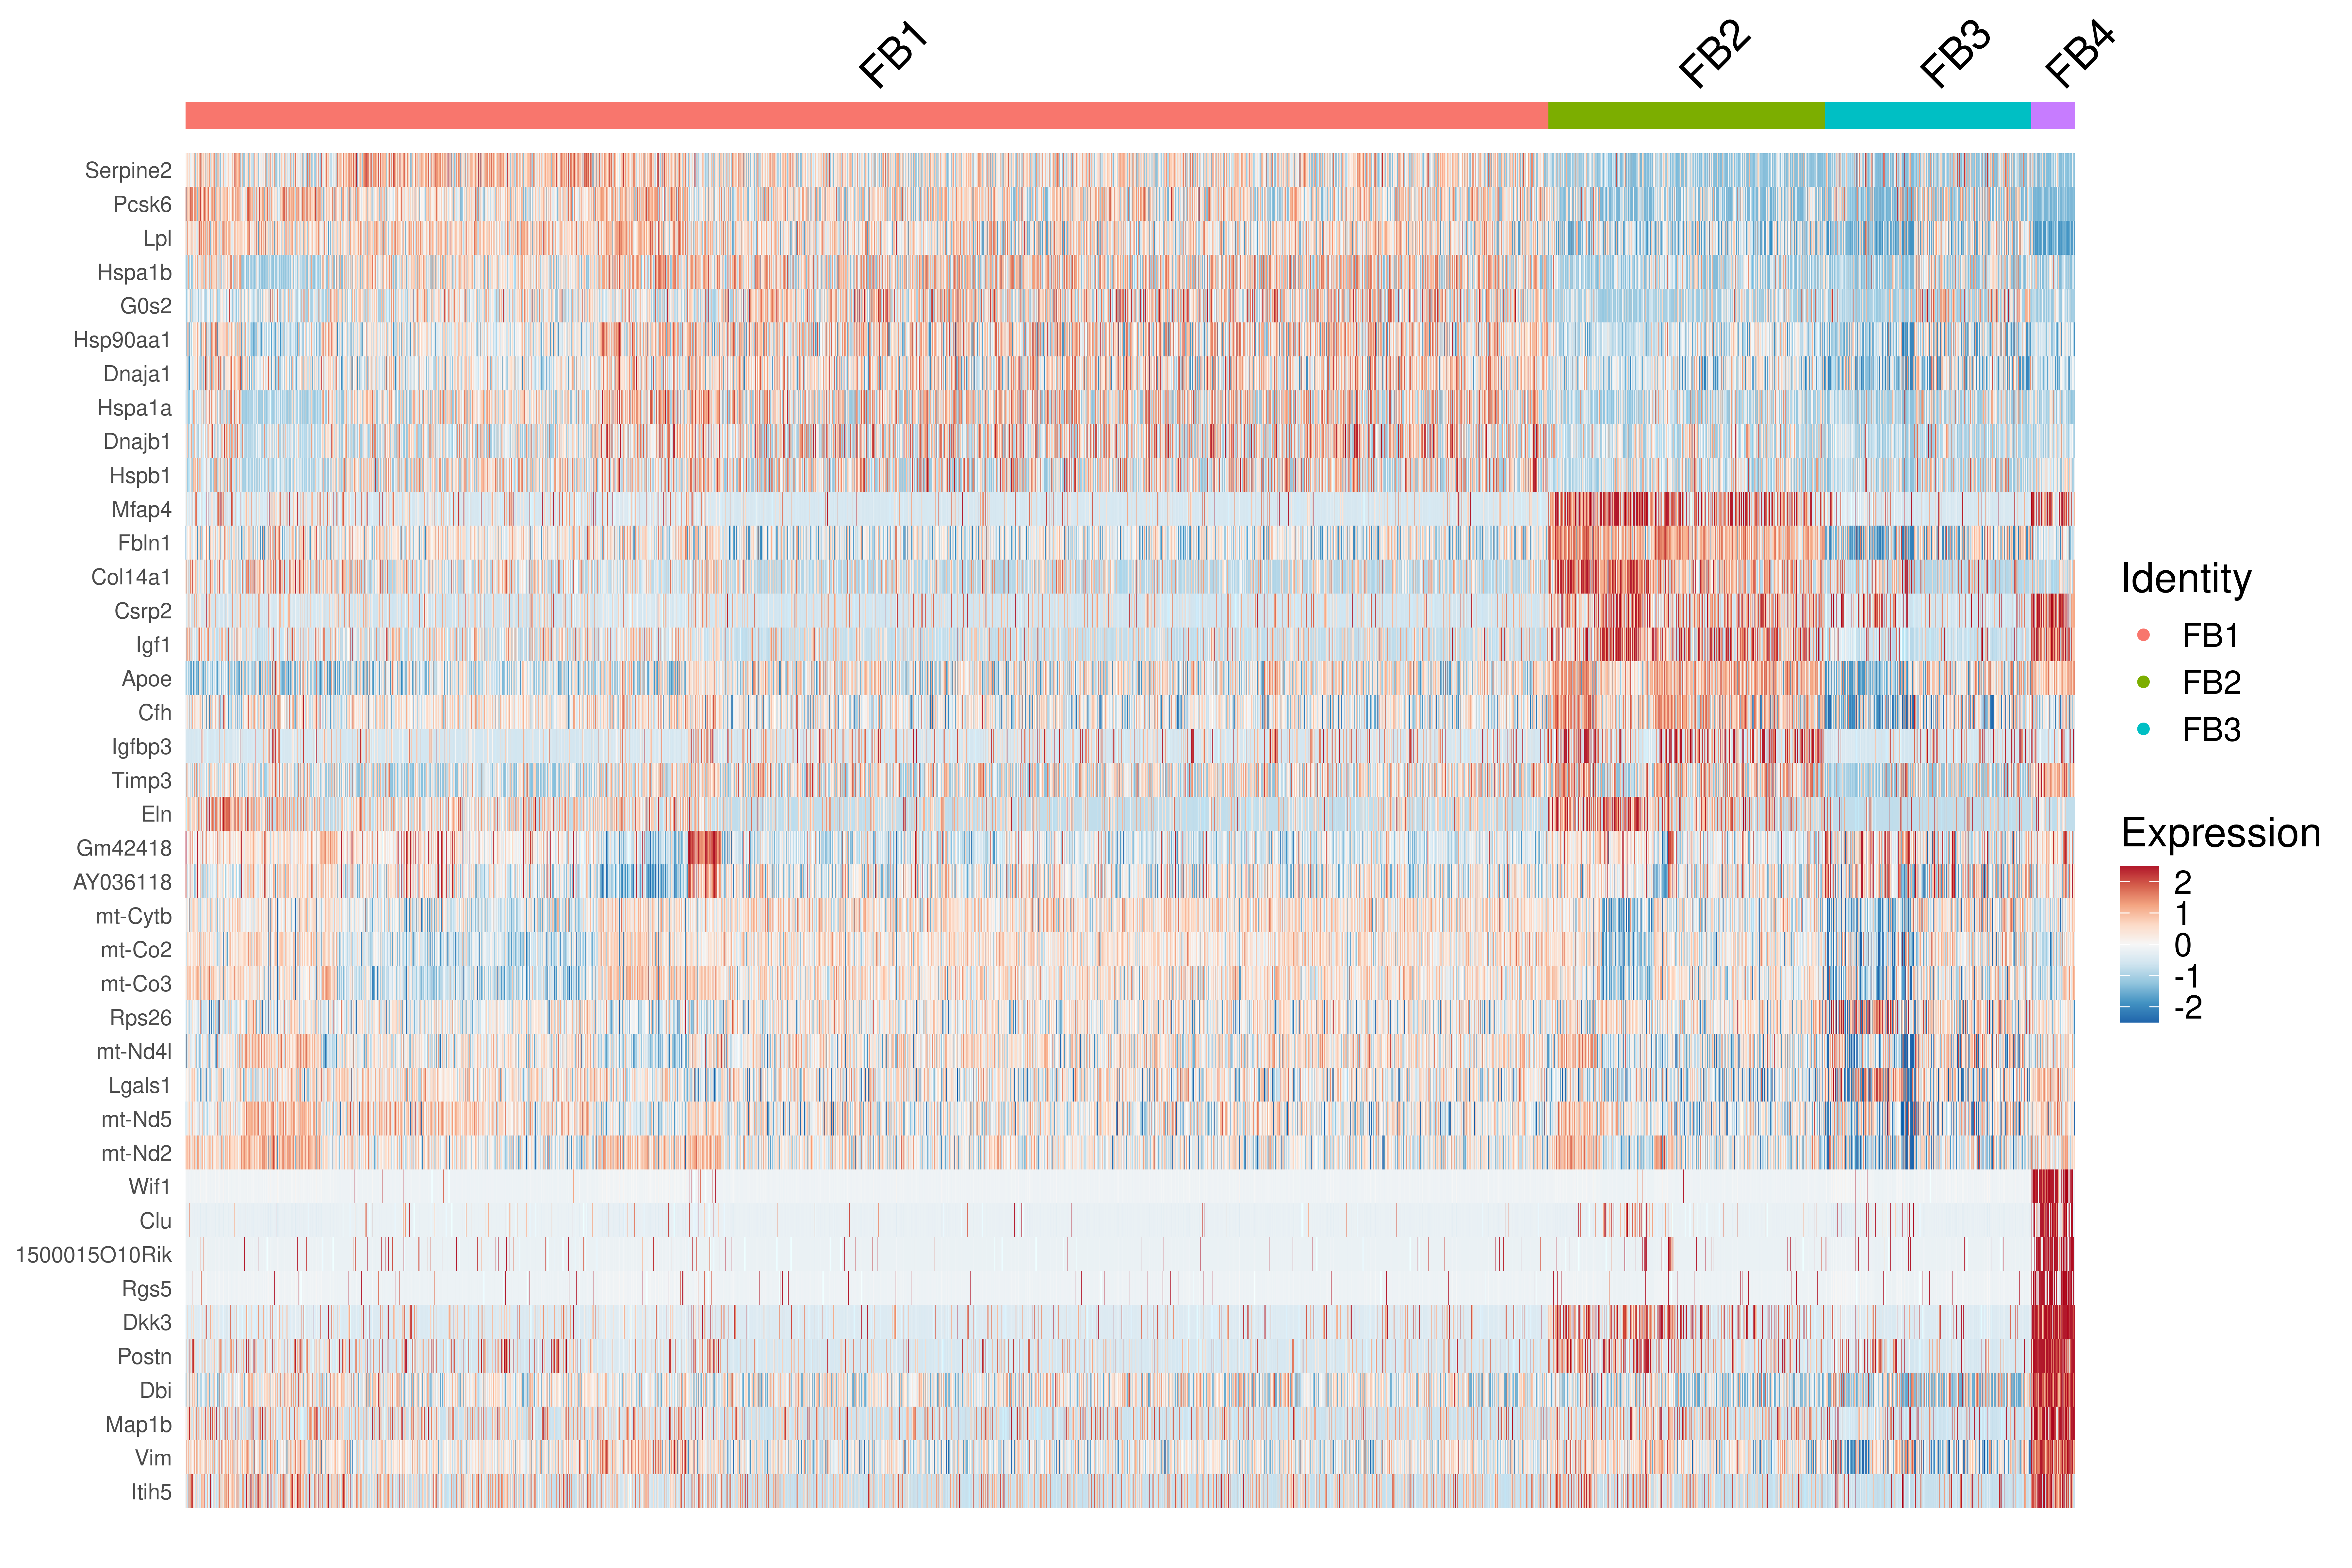 FB1
FB2
FB3
FB4
Serpine2
Pcsk6
Lpl
Hspa1b
G0s2
Hsp90aa1
Dnaja1
Hspa1a
Dnajb1
Hspb1
Mfap4
Fbln1
Col14a1
Csrp2
Igf1
Apoe
Cfh
Igfbp3
Timp3
Eln
Gm42418
AY036118
mt-Cytb
mt-Co2
mt-Co3
Rps26
mt-Nd4l
Lgals1
mt-Nd5
mt-Nd2
Wif1
Clu
1500015O10Rik
Rgs5
Dkk3
Postn
Dbi
Map1b
Vim
Itih5
Identity
FB1
FB2
FB3
Expression
2
1
0
-1
-2